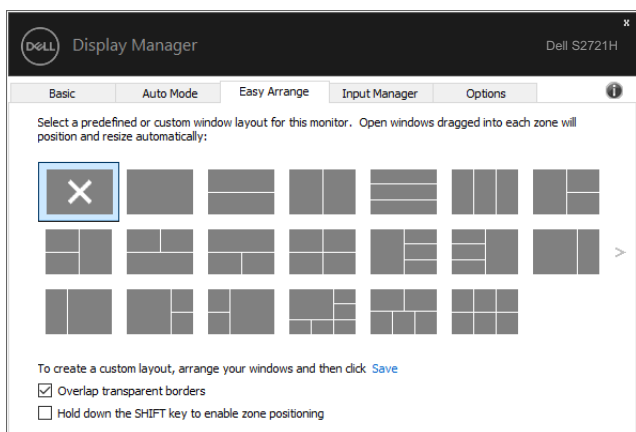 x
DELL Display Manager Dell S2721H
Basic Auto Mode Easy Arrange Input Manager Options
Select a predefined or custom window layout for this monitor. Open windows dragged into each zone will
position and resize automatically:
>
To create a custom layout, arrange your windows and then click Save
Overlap transparent borders
Hold down the SHIFT key to enable zone positioning